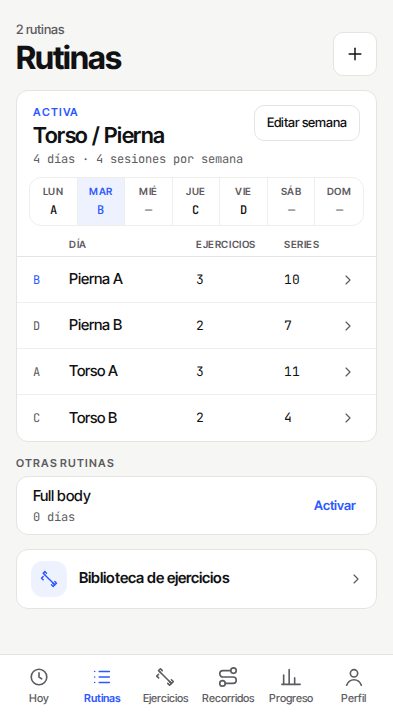 2 rutinas
Rutinas
ACTIVA
Torso / Pierna
Editar semana
4 días · 4 sesiones por semana
LUN MAR MIÉ JUE VIE SÁB DOM
A B – C D – –
DÍA EJERCICIOS SERIES
B Pierna A 3 10
D Pierna B 2 7
A Torso A 3 11
C Torso B 2 4
OTRAS RUTINAS
Full body
0 días
Activar
Biblioteca de ejercicios
Hoy Rutinas Ejercicios Recorridos Progreso Perfil